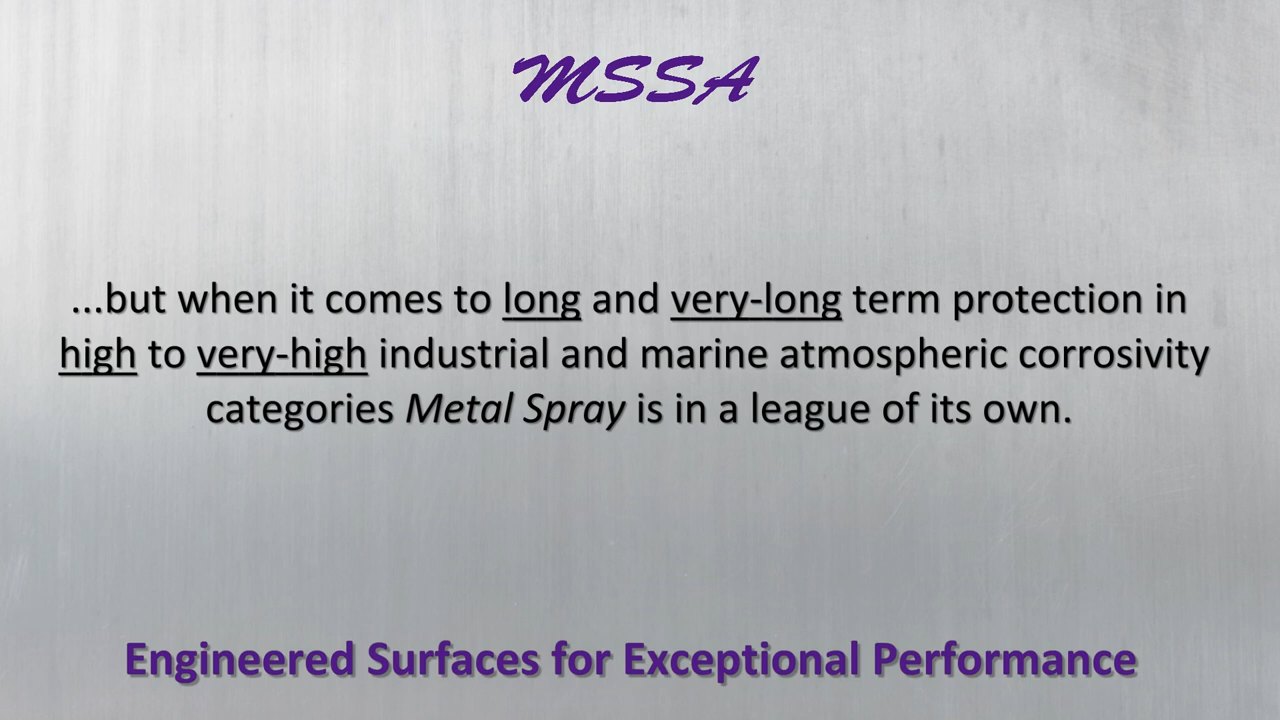 MSSA
...but when it comes to long and very-long term protection in
high to very-high industrial and marine atmospheric corrosivity
categories Metal Spray is in a league of its own.
Engineered Surfaces for Exceptional Performance